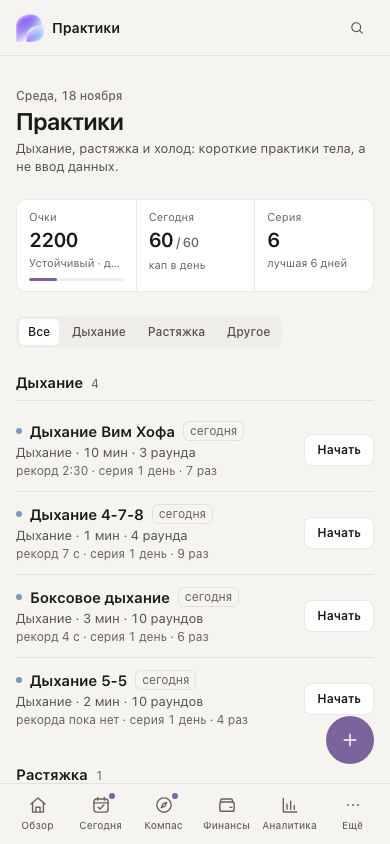 Практики
Среда, 18 ноября
Практики
Дыхание, растяжка и холод: короткие практики тела, а
не ввод данных.
Очки
2200
Устойчивый · д...
Сегодня
60 / 60
кап в день
Серия
6
лучшая 6 дней
Все Дыхание Растяжка Другое
Дыхание 4
Дыхание Вим Хофа сегодня
Дыхание · 10 мин · 3 раунда
рекорд 2:30 · серия 1 день · 7 раз
Начать
Дыхание 4-7-8 сегодня
Дыхание · 1 мин · 4 раунда
рекорд 7 с · серия 1 день · 9 раз
Начать
Боксовое дыхание сегодня
Дыхание · 3 мин · 10 раундов
рекорд 4 с · серия 1 день · 6 раз
Начать
Дыхание 5-5 сегодня
Дыхание · 2 мин · 10 раундов
рекорда пока нет · серия 1 день · 4 раз
Начать
Растяжка 1
Обзор Сегодня Компас Финансы Аналитика Ещё